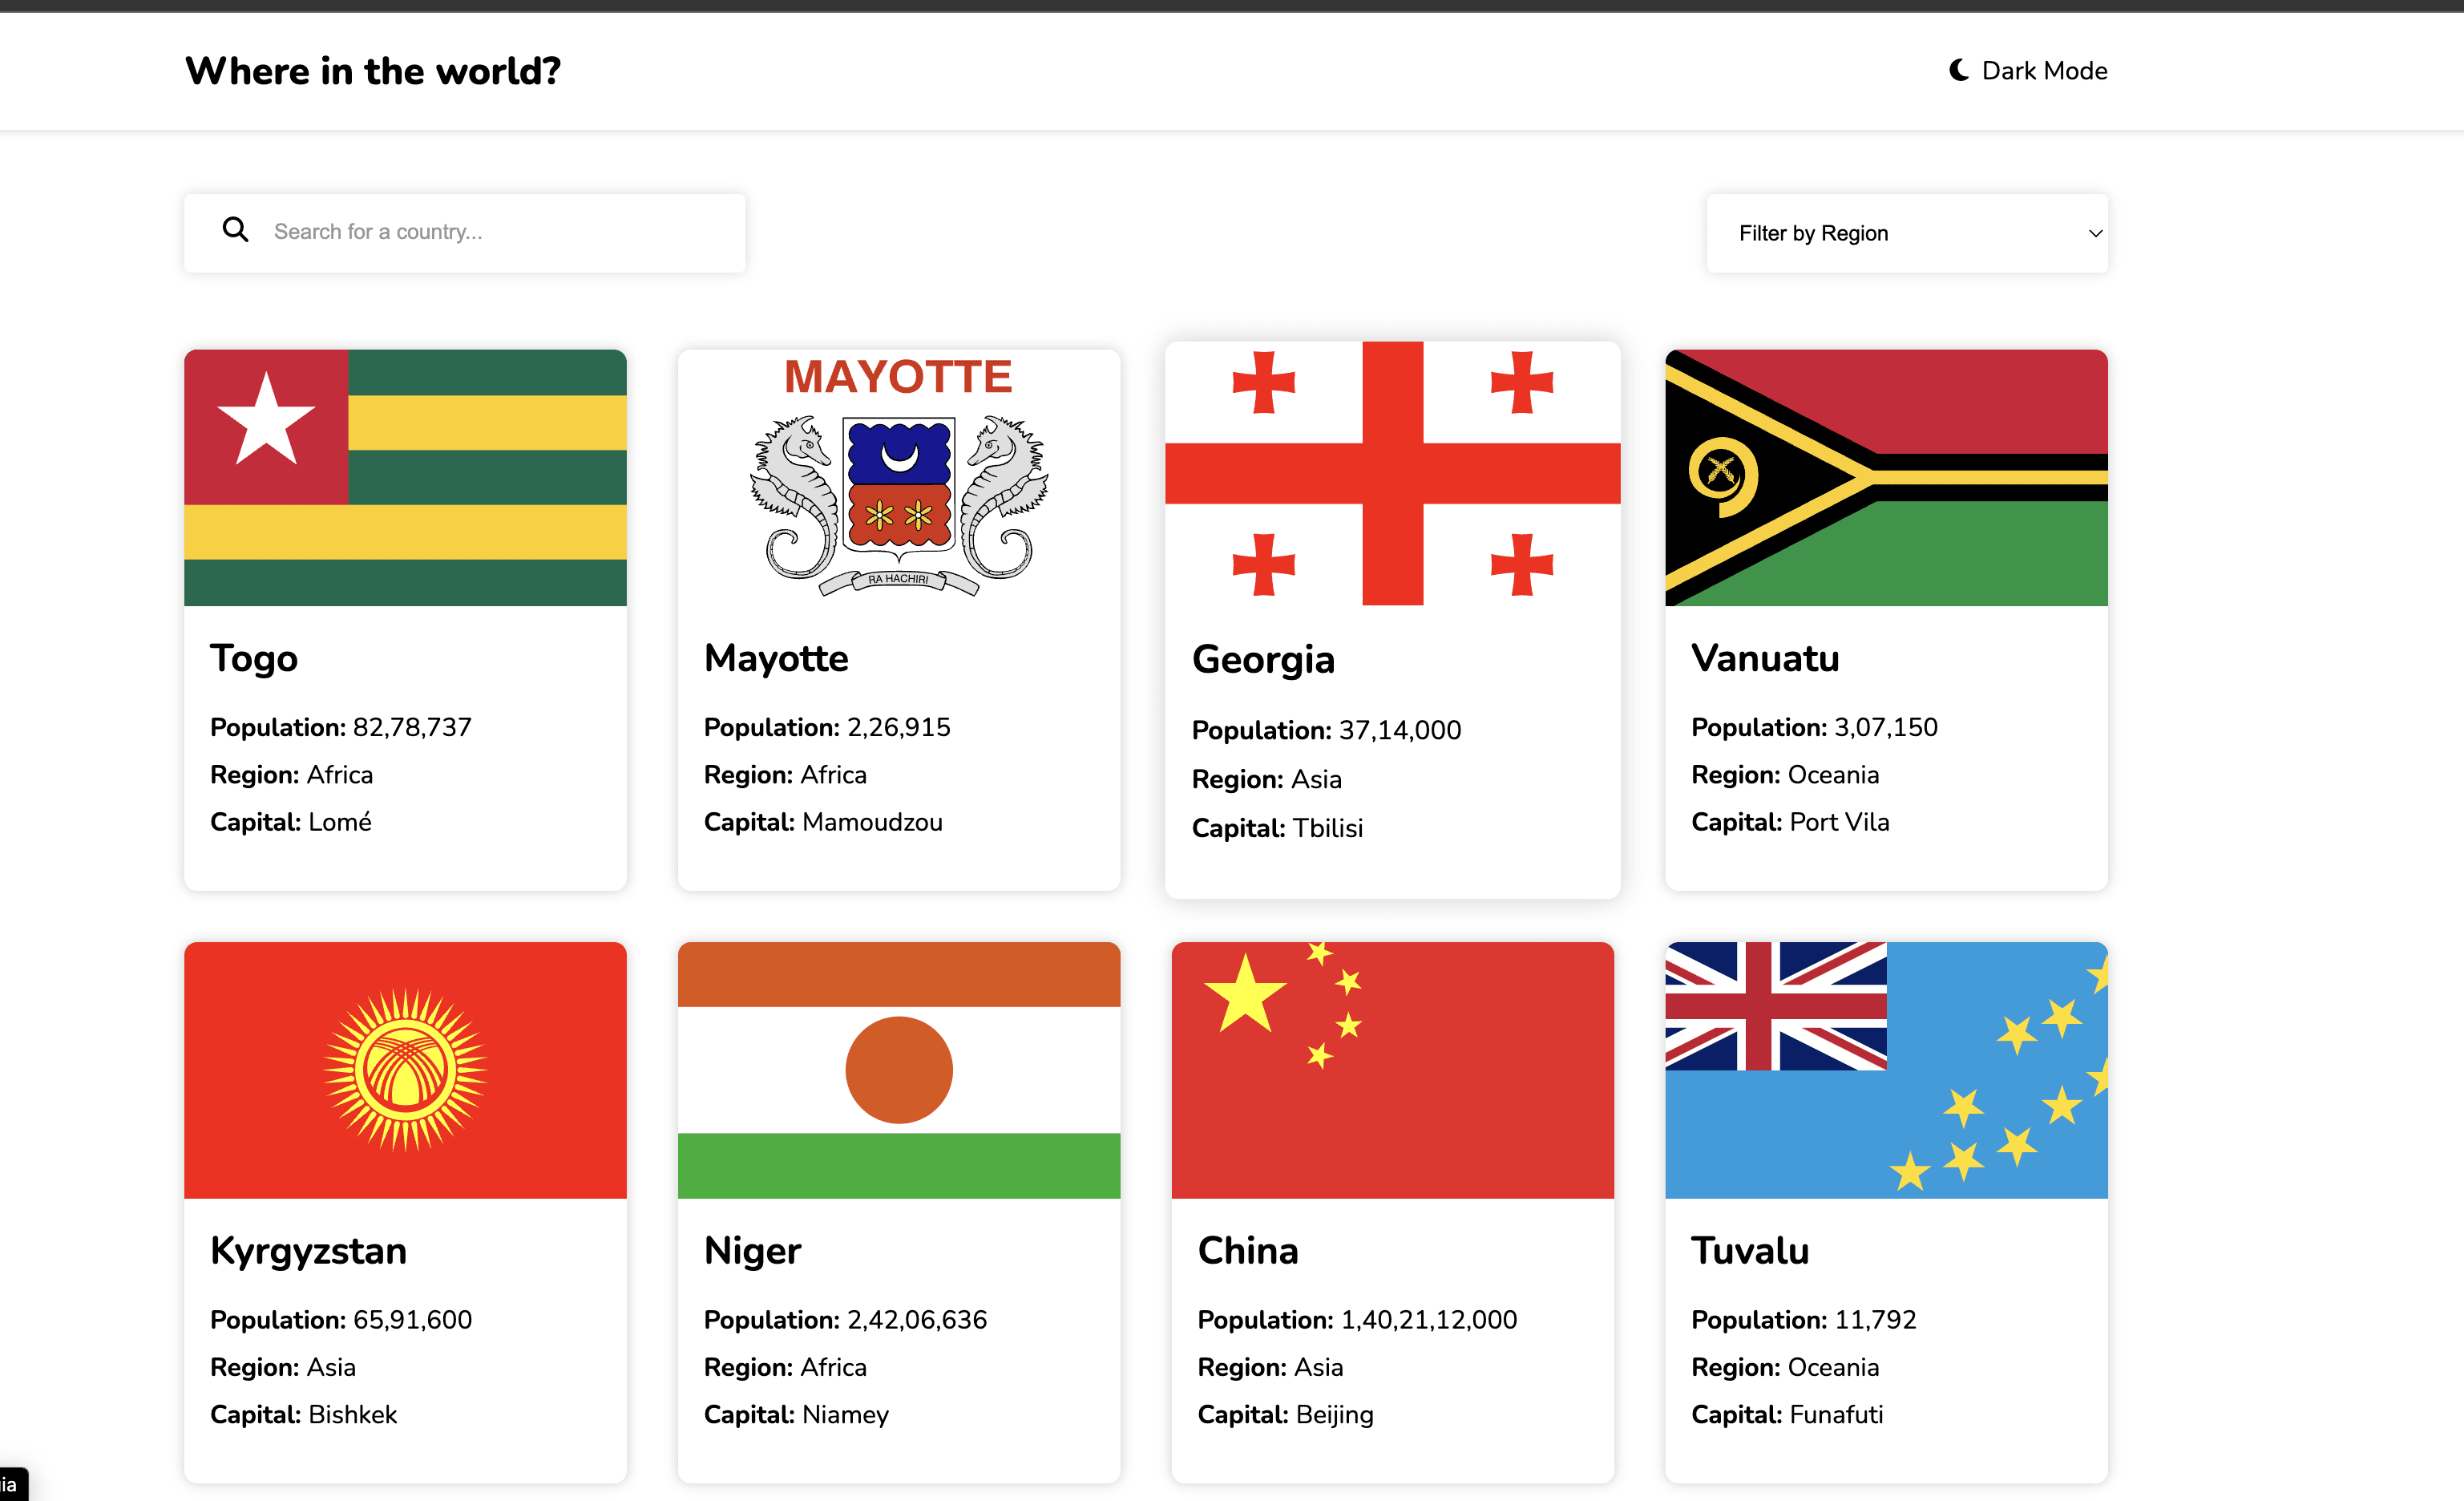 Where in the world?
Dark Mode
Search for a country...
Filter by Region
MAYOTTE
RA HACHIRI
Togo
Population: 82,78,737
Region: Africa
Capital: Lomé
Mayotte
Population: 2,26,915
Region: Africa
Capital: Mamoudzou
Georgia
Population: 37,14,000
Region: Asia
Capital: Tbilisi
Vanuatu
Population: 3,07,150
Region: Oceania
Capital: Port Vila
Kyrgyzstan
Population: 65,91,600
Region: Asia
Capital: Bishkek
Niger
Population: 2,42,06,636
Region: Africa
Capital: Niamey
China
Population: 1,40,21,12,000
Region: Asia
Capital: Beijing
Tuvalu
Population: 11,792
Region: Oceania
Capital: Funafuti